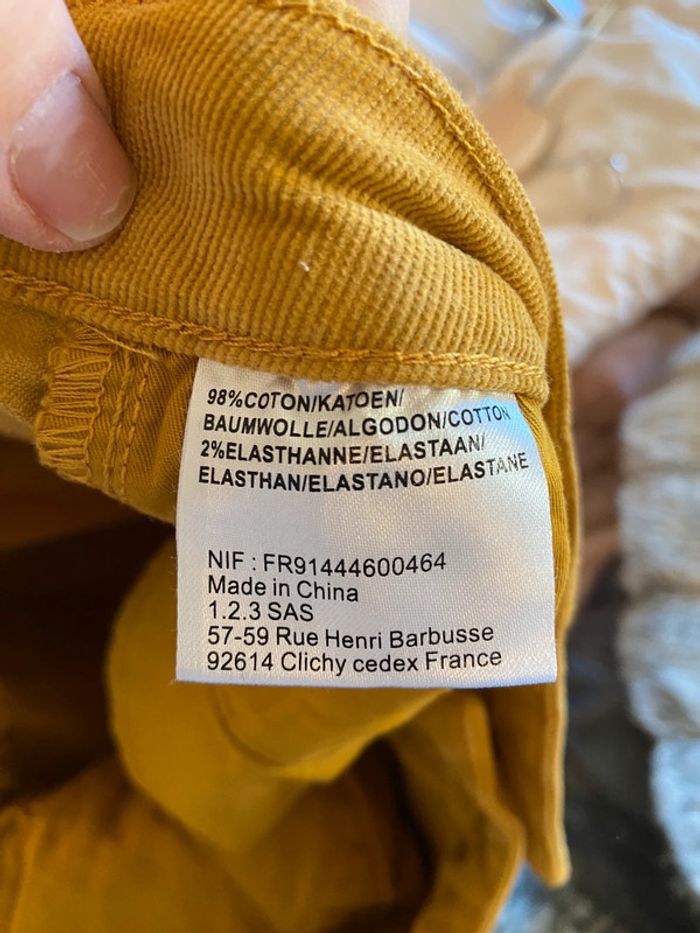 98%COTON/KATOEN/
BAUMWOLLE/ALGODON/COTTON
2%ELASTHANNE/ELASTAAN/
ELASTHAN/ELASTANO/ELASTANE
NIF : FR91444600464
Made in China
1.2.3 SAS
57-59 Rue Henri Barbusse
92614 Clichy cedex France